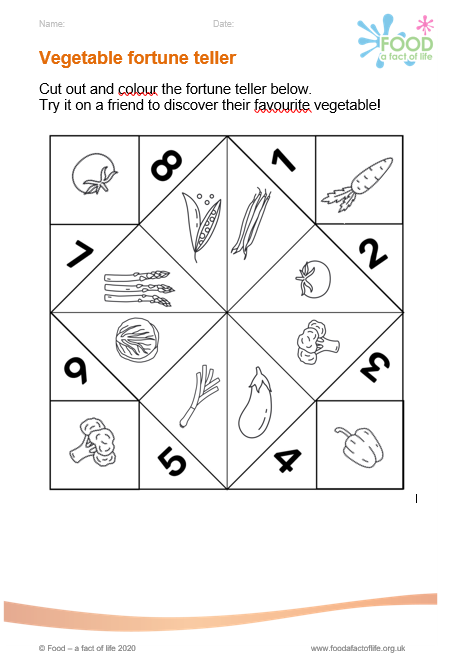 Name:
Date:
FOOD
a fact of life
Vegetable fortune teller
Cut out and colour the fortune teller below.
Try it on a friend to discover their favourite vegetable!
8
1
7
2
6
3
5
4
© Food – a fact of life 2020
www.foodafactoflife.org.uk